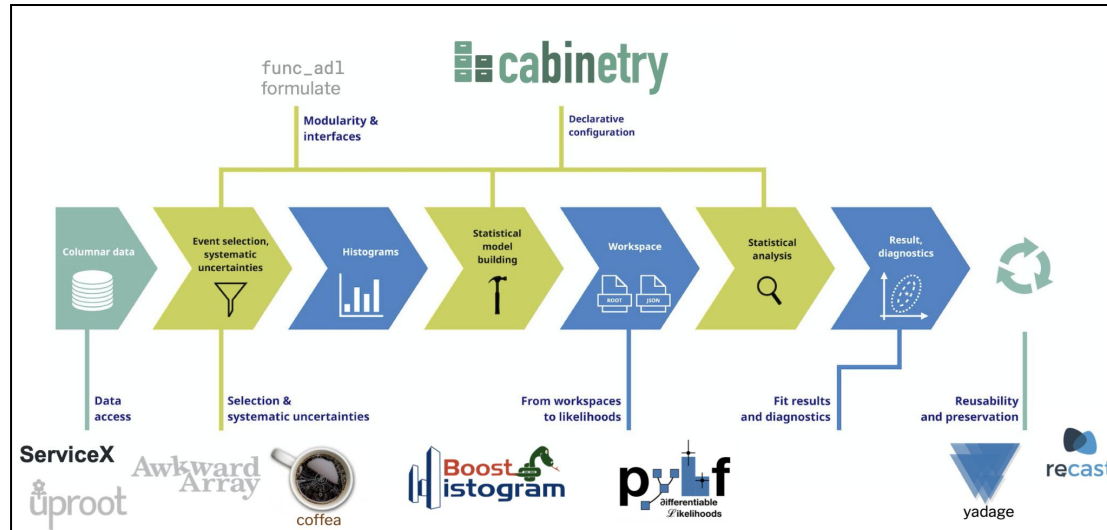 func_adl
formulate
cabinetry
Modularity &
interfaces
Declarative
configuration
Columnar data
Event selection,
systematic
uncertainties
Histograms
Statistical
model
building
Workspace
ROOT
JSON
Statistical
analysis
Result,
diagnostics
Data
access
Selection &
systematic uncertainties
From workspaces
to likelihoods
Fit results
and diagnostics
Reusability
and preservation
ServiceX
uproot
Awkward
Array
coffea
Boost
Histogram
pyhf
∂ifferentiable
ℒikelihoods
yadage
recast